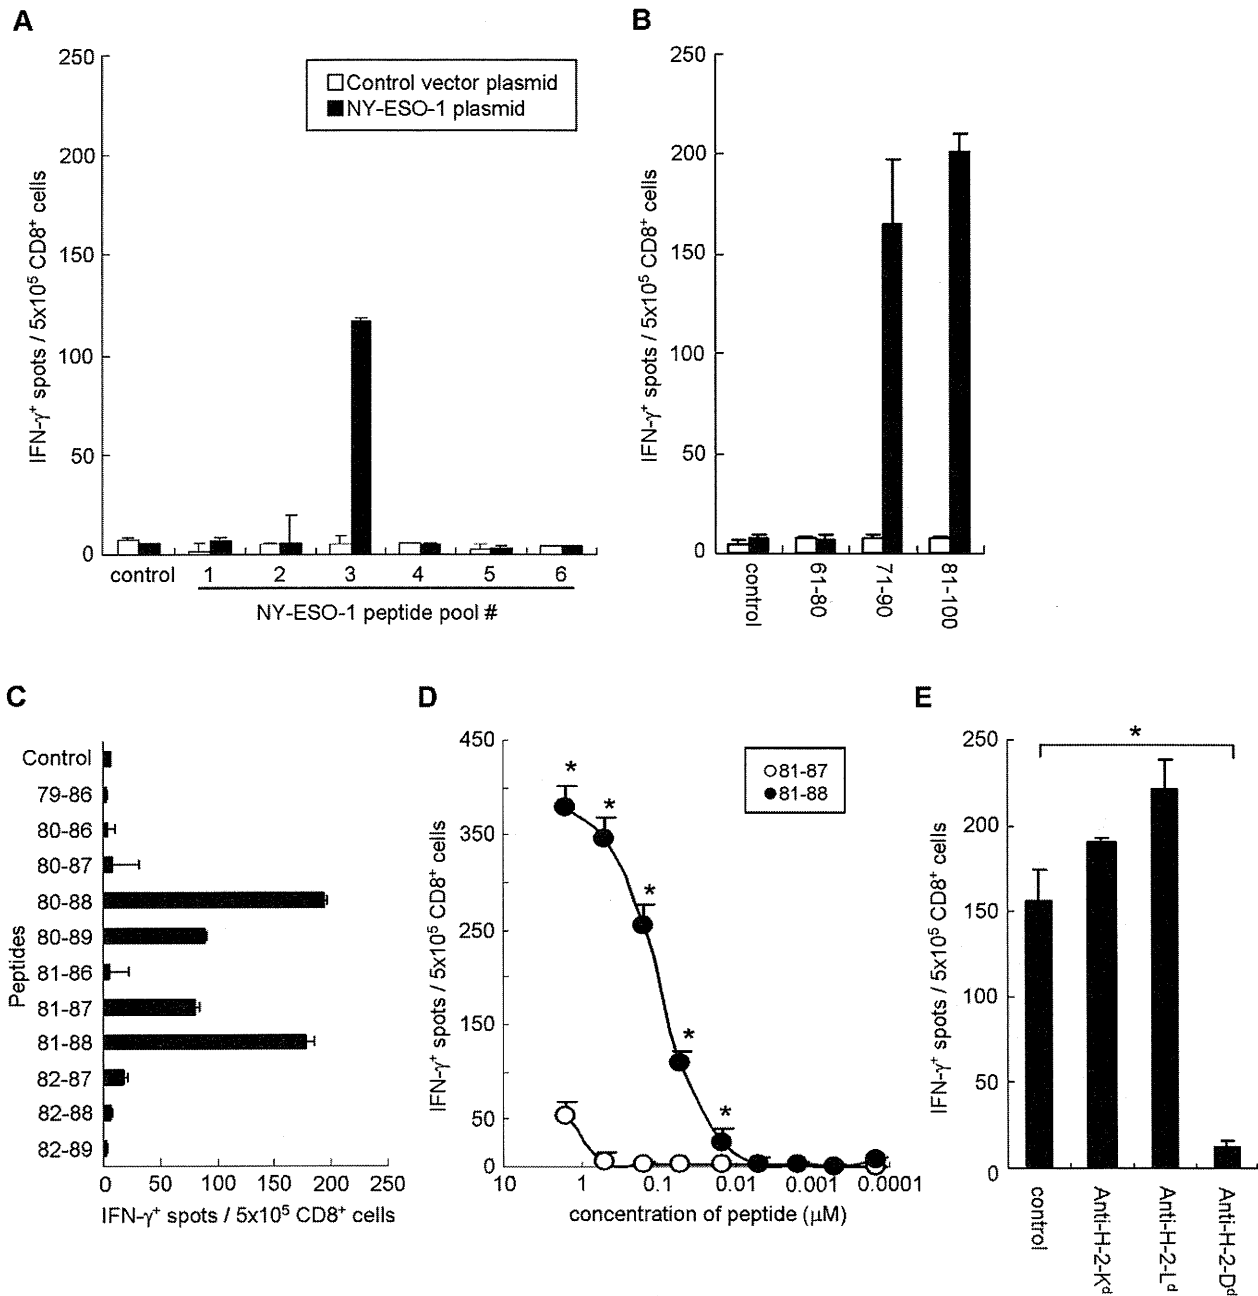 A
IFN-γ⁺ spots / 5x10⁵ CD8⁺ cells
250
200
150
100
50
0
Control vector plasmid
NY-ESO-1 plasmid
control 1 2 3 4 5 6
NY-ESO-1 peptide pool #
B
IFN-γ⁺ spots / 5x10⁵ CD8⁺ cells
250
200
150
100
50
0
control
61-80
71-90
81-100
C
Peptides
Control
79-86
80-86
80-87
80-88
80-89
81-86
81-87
81-88
82-87
82-88
82-89
0 50 100 150 200 250
IFN-γ⁺ spots / 5x10⁵ CD8⁺ cells
D
IFN-γ⁺ spots / 5x10⁵ CD8⁺ cells
450
350
250
150
50
0
81-87
81-88
*
*
*
*
*
10 1 0.1 0.01 0.001 0.0001
concentration of peptide (μM)
E
IFN-γ⁺ spots / 5x10⁵ CD8⁺ cells
250
200
150
100
50
0
*
control
Anti-H-2-Kᵈ
Anti-H-2-Lᵈ
Anti-H-2-Dᵈ